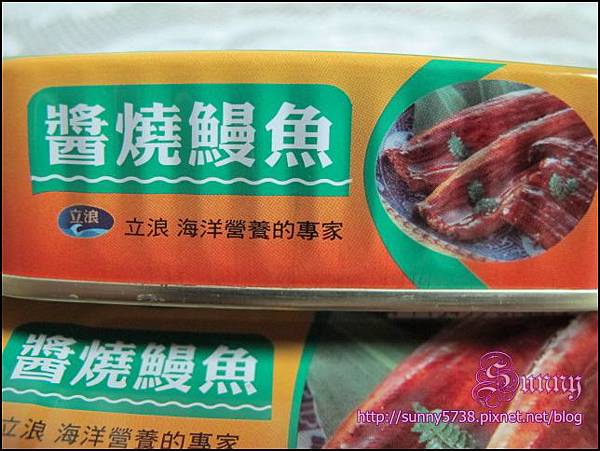 醬燒鰻魚
立浪
立浪 海洋營養的專家
醬燒鰻魚
立浪 海洋營養的專家
Sunny
http://sunny5738.pixnet.net/blog